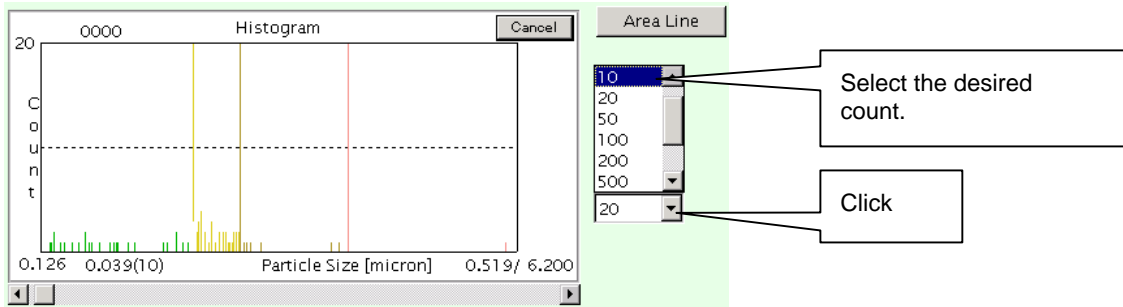 0000 Histogram Cancel
20
Count
0.126 0.039(10) Particle Size [micron] 0.519/ 6.200
Area Line
10
20
50
100
200
500
20
Select the desired
count.
Click